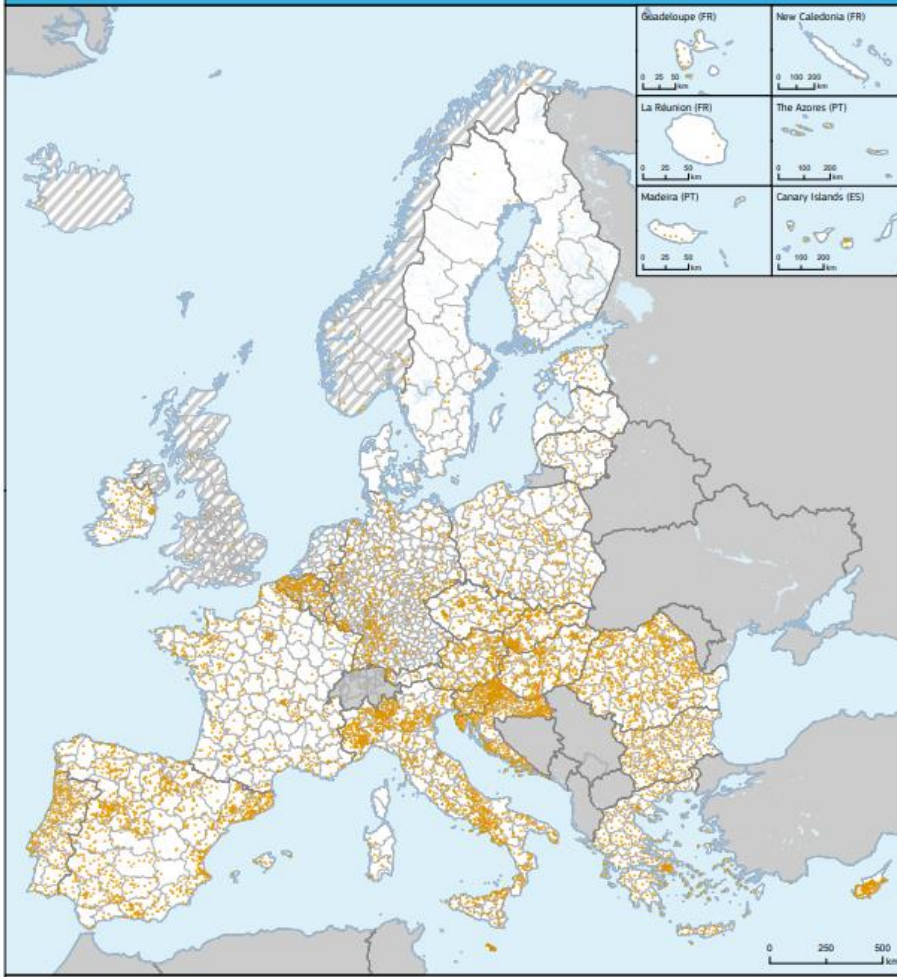 Guadeloupe (FR)
0 25 50
km
New Caledonia (FR)
0 100 200
km
La Réunion (FR)
0 25 50
km
The Azores (PT)
0 100 200
km
Madeira (PT)
0 25 50
km
Canary Islands (ES)
0 100 200
km
0 250 500
km